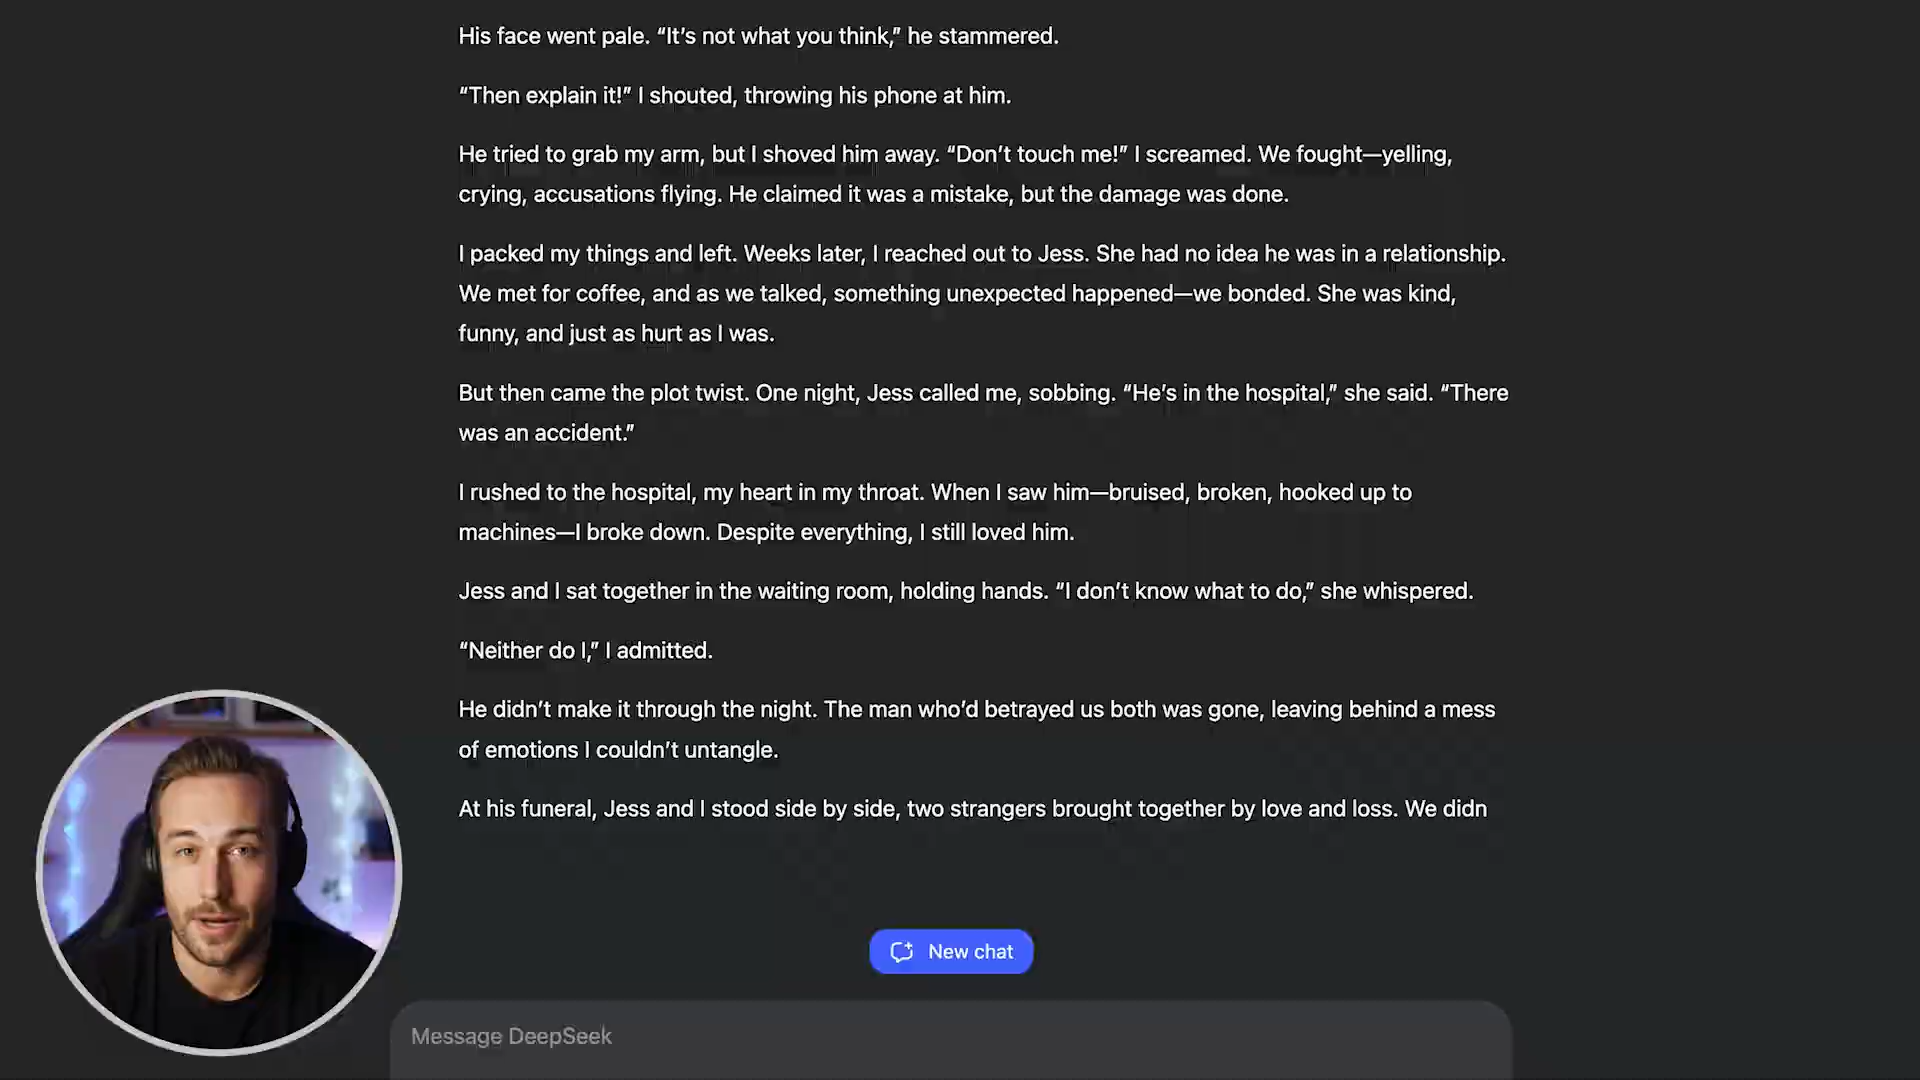 His face went pale. “It’s not what you think,” he stammered.
“Then explain it!” I shouted, throwing his phone at him.
He tried to grab my arm, but I shoved him away. “Don’t touch me!” I screamed. We fought—yelling,
crying, accusations flying. He claimed it was a mistake, but the damage was done.
I packed my things and left. Weeks later, I reached out to Jess. She had no idea he was in a relationship.
We met for coffee, and as we talked, something unexpected happened—we bonded. She was kind,
funny, and just as hurt as I was.
But then came the plot twist. One night, Jess called me, sobbing. “He’s in the hospital,” she said. “There
was an accident.”
I rushed to the hospital, my heart in my throat. When I saw him—bruised, broken, hooked up to
machines—I broke down. Despite everything, I still loved him.
Jess and I sat together in the waiting room, holding hands. “I don’t know what to do,” she whispered.
“Neither do I,” I admitted.
He didn’t make it through the night. The man who’d betrayed us both was gone, leaving behind a mess
of emotions I couldn’t untangle.
At his funeral, Jess and I stood side by side, two strangers brought together by love and loss. We didn
New chat
Message DeepSeek